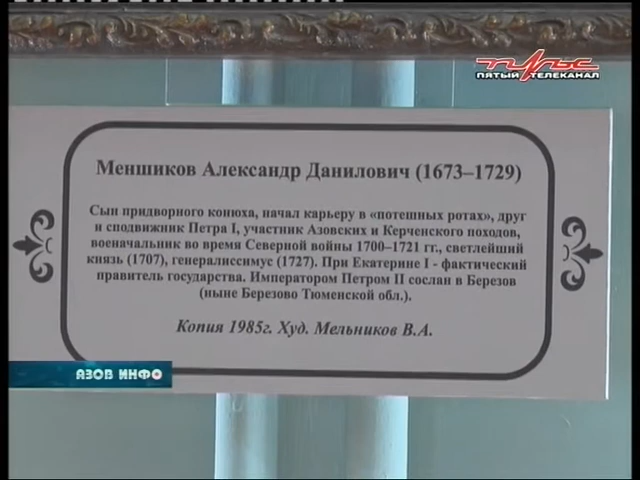 ПУЛЬС
ПЯТЫЙ ТЕЛЕКАНАЛ
Меншиков Александр Данилович (1673–1729)
Сын придворного конюха, начал карьеру в «потешных ротах», друг
и сподвижник Петра I, участник Азовских и Керченского походов,
военачальник во время Северной войны 1700–1721 гг., светлейший
князь (1707), генералиссимус (1727). При Екатерине I - фактический
правитель государства. Императором Петром II сослан в Березов
(ныне Березово Тюменской обл.).
Копия 1985г. Худ. Мельников В.А.
АЗОВ ИНФО